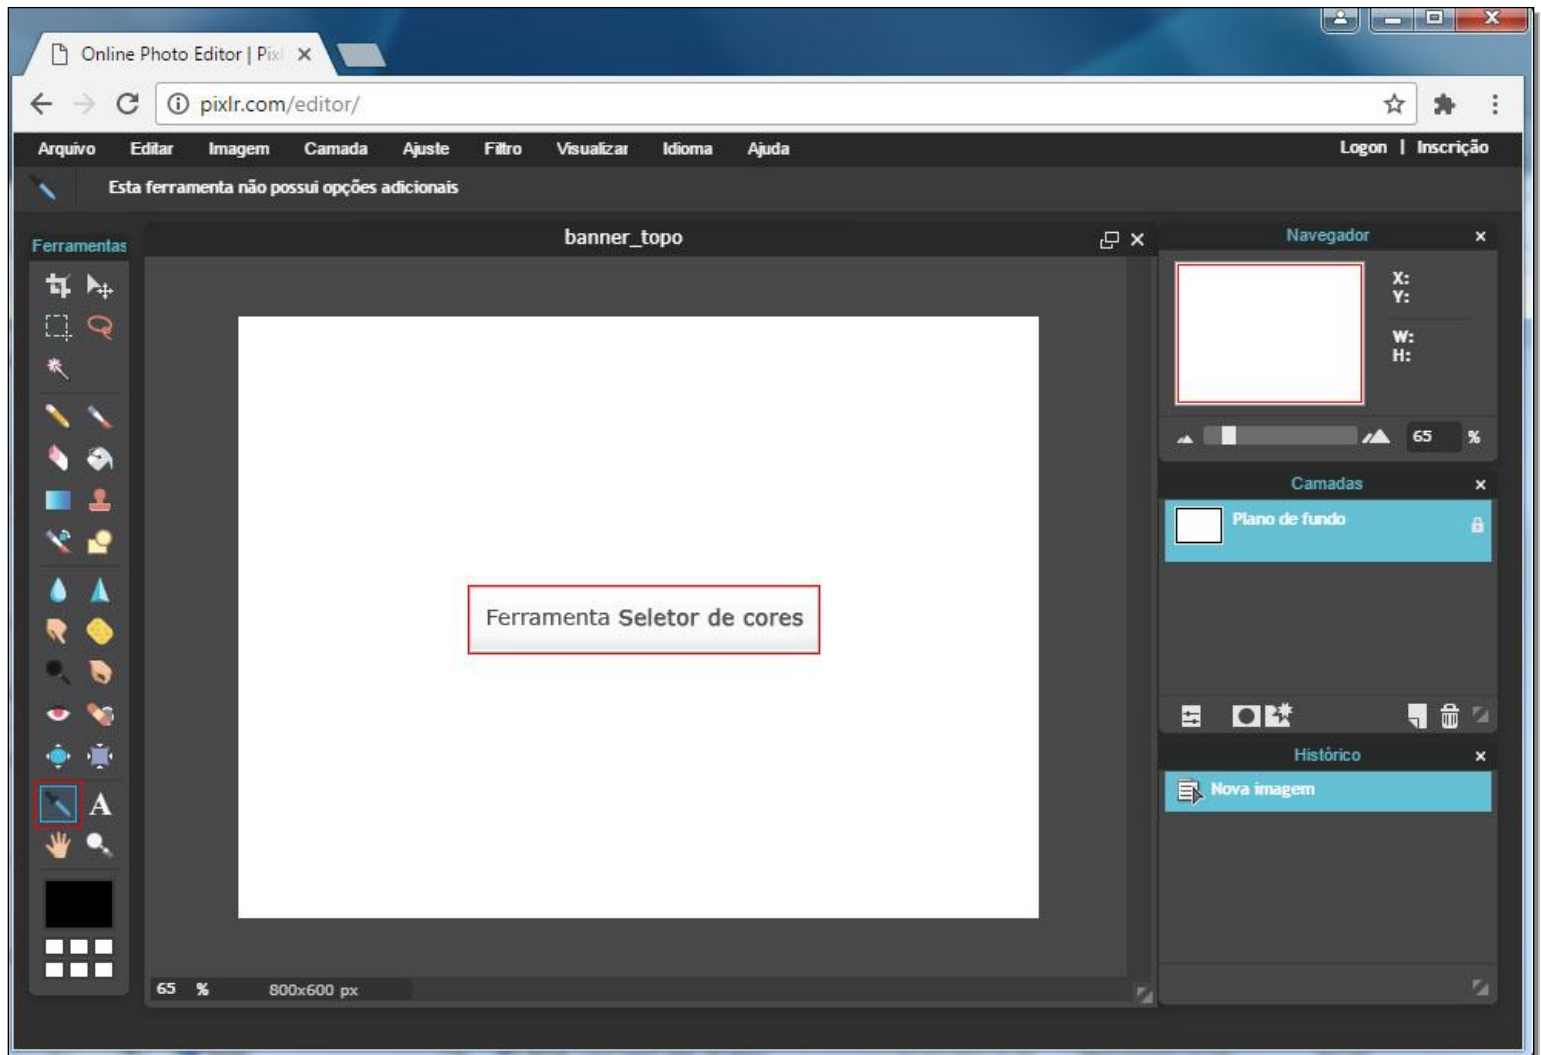 Online Photo Editor | Pixl
pixlr.com/editor/
Arquivo Editar Imagem Camada Ajuste Filtro Visualizar Idioma Ajuda Logon | Inscrição
Esta ferramenta não possui opções adicionais
Ferramentas
banner_topo
Navegador
X:
Y:
W:
H:
65 %
Camadas
Plano de fundo
Ferramenta Seletor de cores
Histórico
Nova imagem
A
65 % 800x600 px